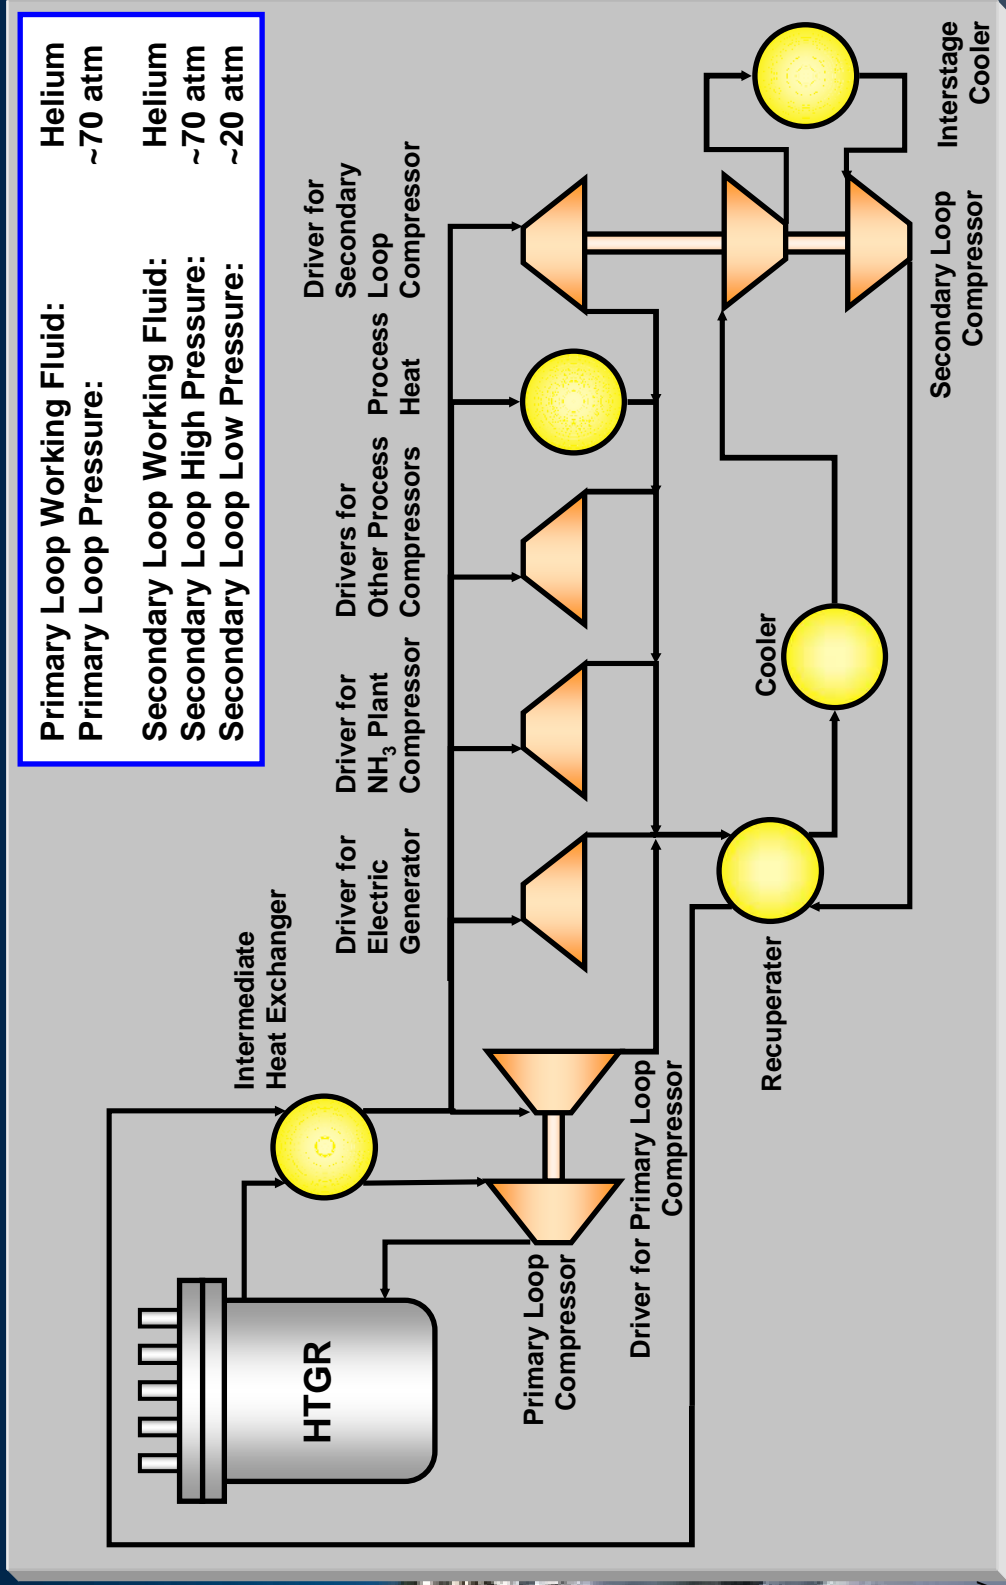 Primary Loop Working Fluid: Helium
Primary Loop Pressure: ~70 atm
Secondary Loop Working Fluid: Helium
Secondary Loop High Pressure: ~70 atm
Secondary Loop Low Pressure: ~20 atm
Intermediate
Heat Exchanger
HTGR
Driver for
Electric
Generator
Driver for
NH3 Plant
Compressor
Drivers for
Other Process
Compressors
Process
Heat
Driver for
Secondary
Loop
Compressor
Primary Loop
Compressor
Driver for Primary Loop
Compressor
Recuperater
Cooler
Secondary Loop
Compressor
Interstage
Cooler